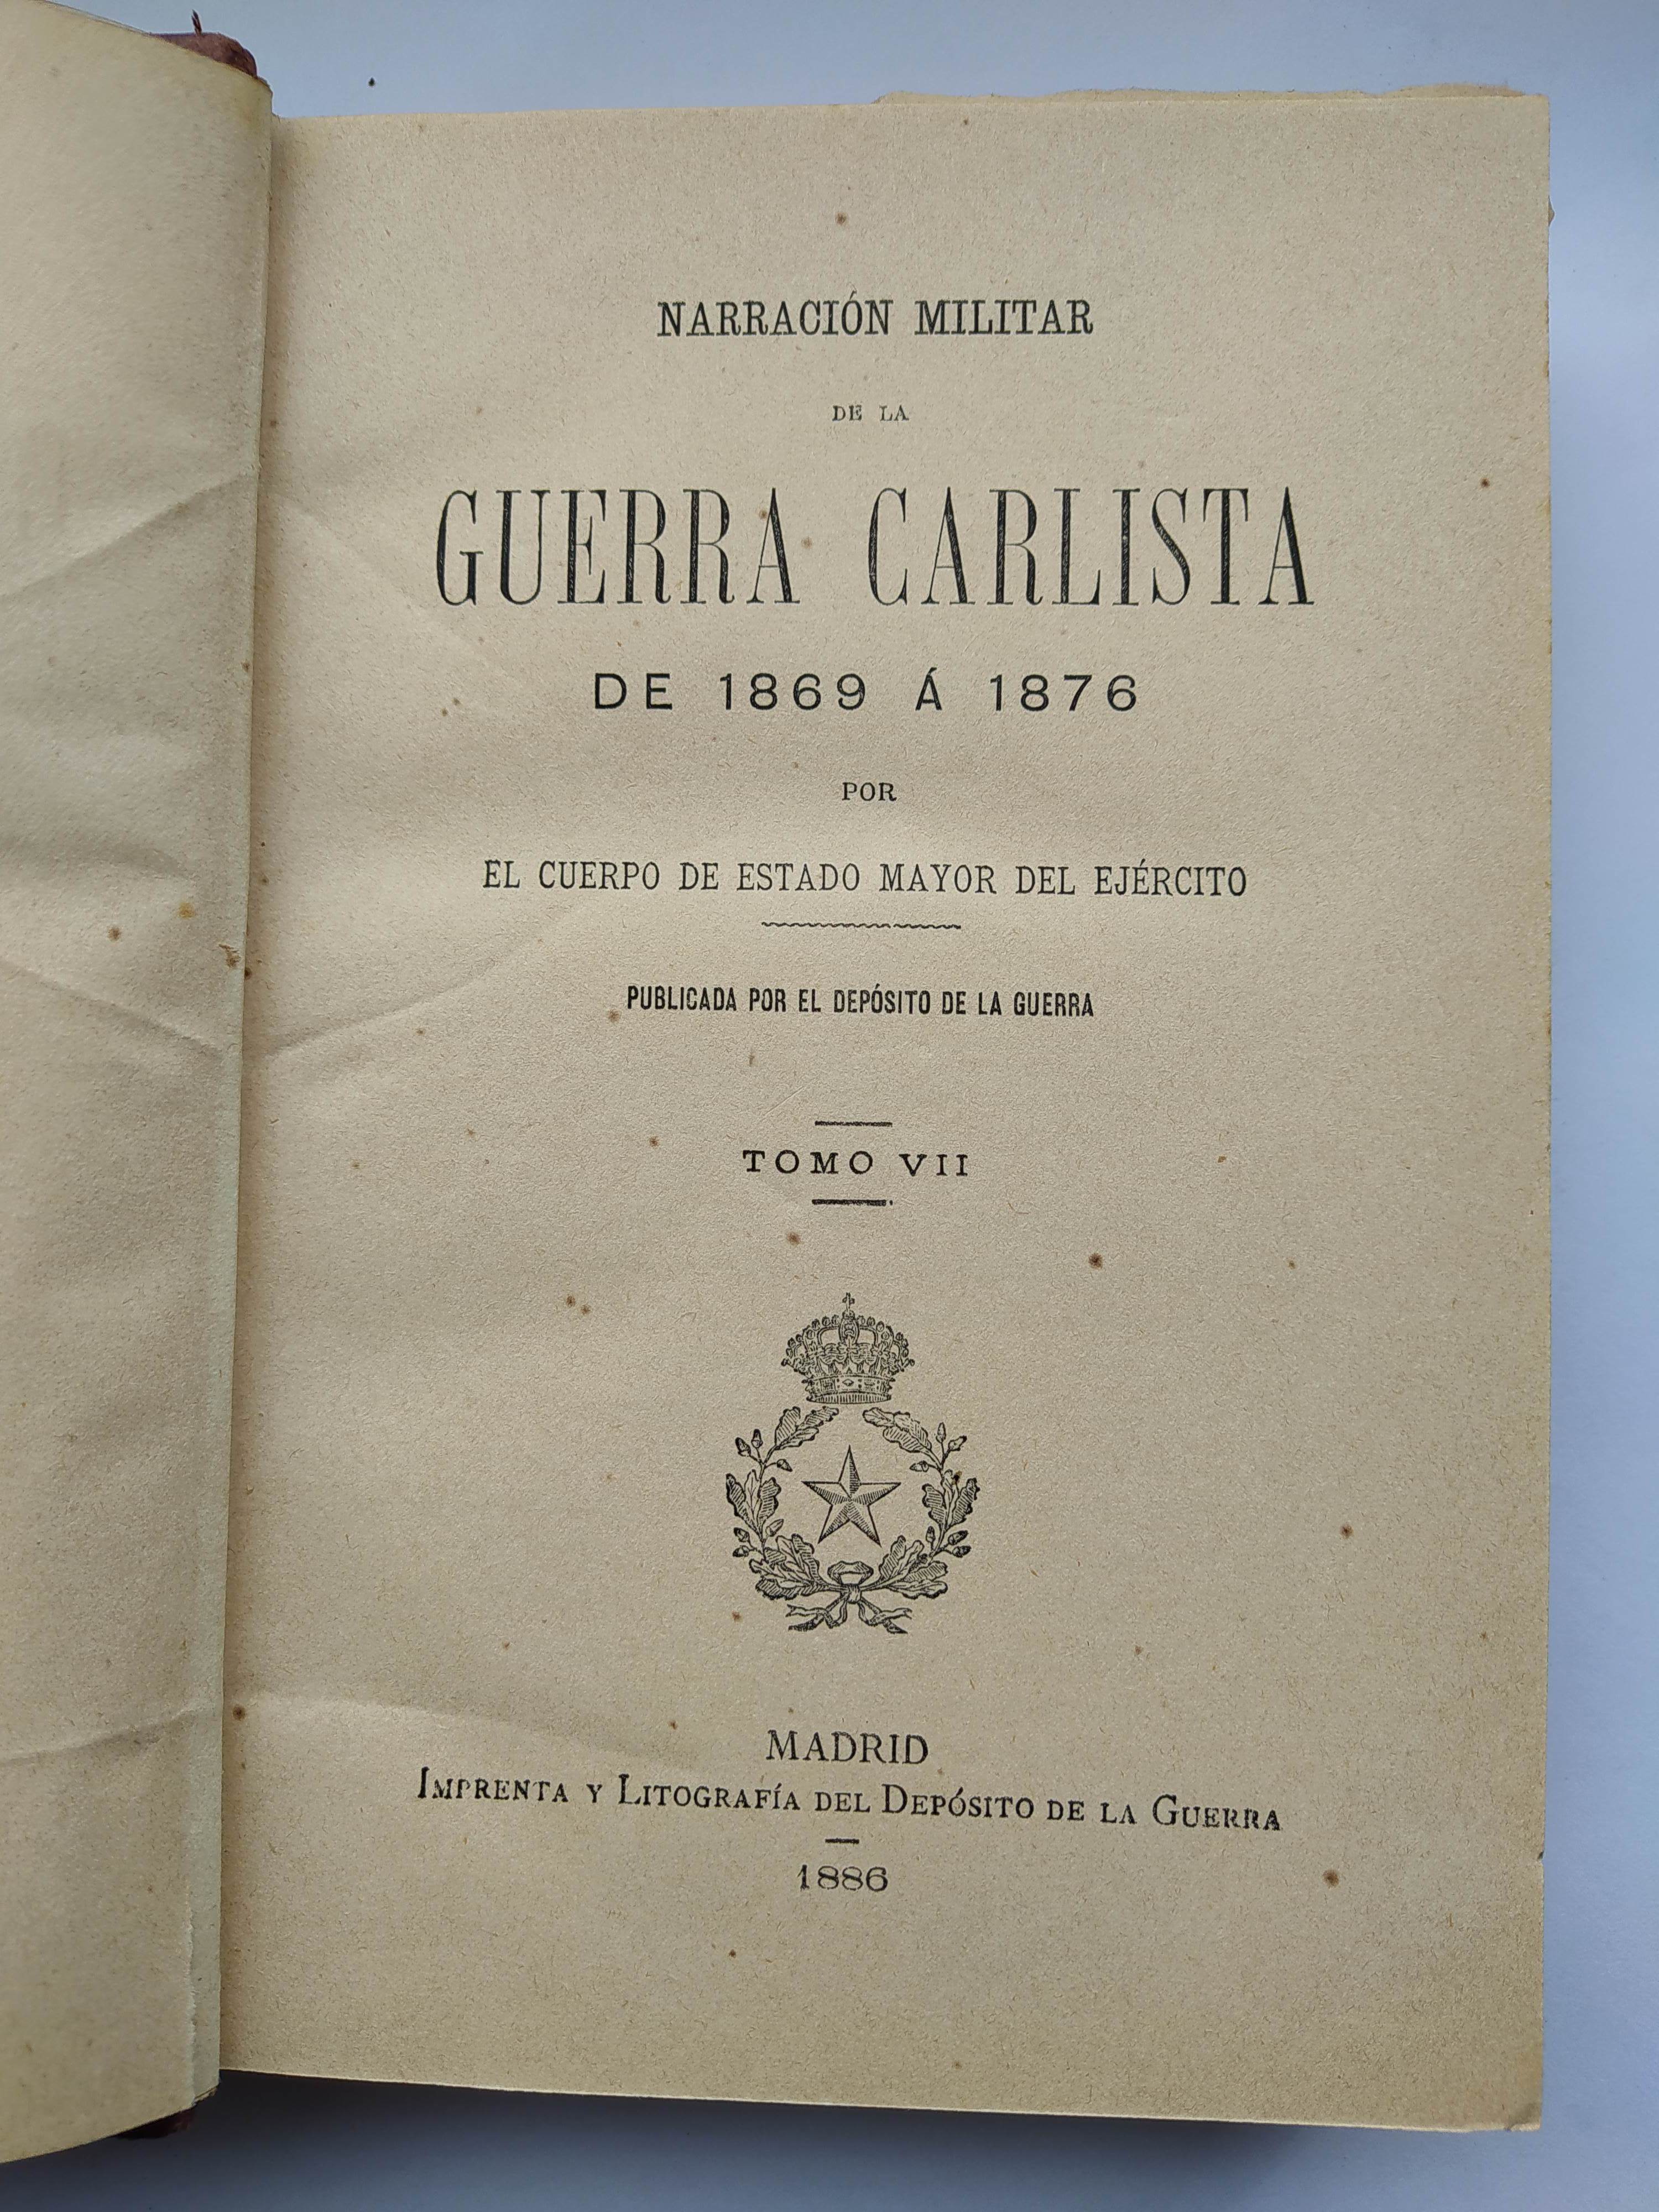 NARRACIÓN MILITAR
DE LA
GUERRA CARLISTA
DE 1869 Á 1876
POR
EL CUERPO DE ESTADO MAYOR DEL EJÉRCITO
PUBLICADA POR EL DEPÓSITO DE LA GUERRA
TOMO VII
MADRID
IMPRENTA Y LITOGRAFÍA DEL DEPÓSITO DE LA GUERRA
1886